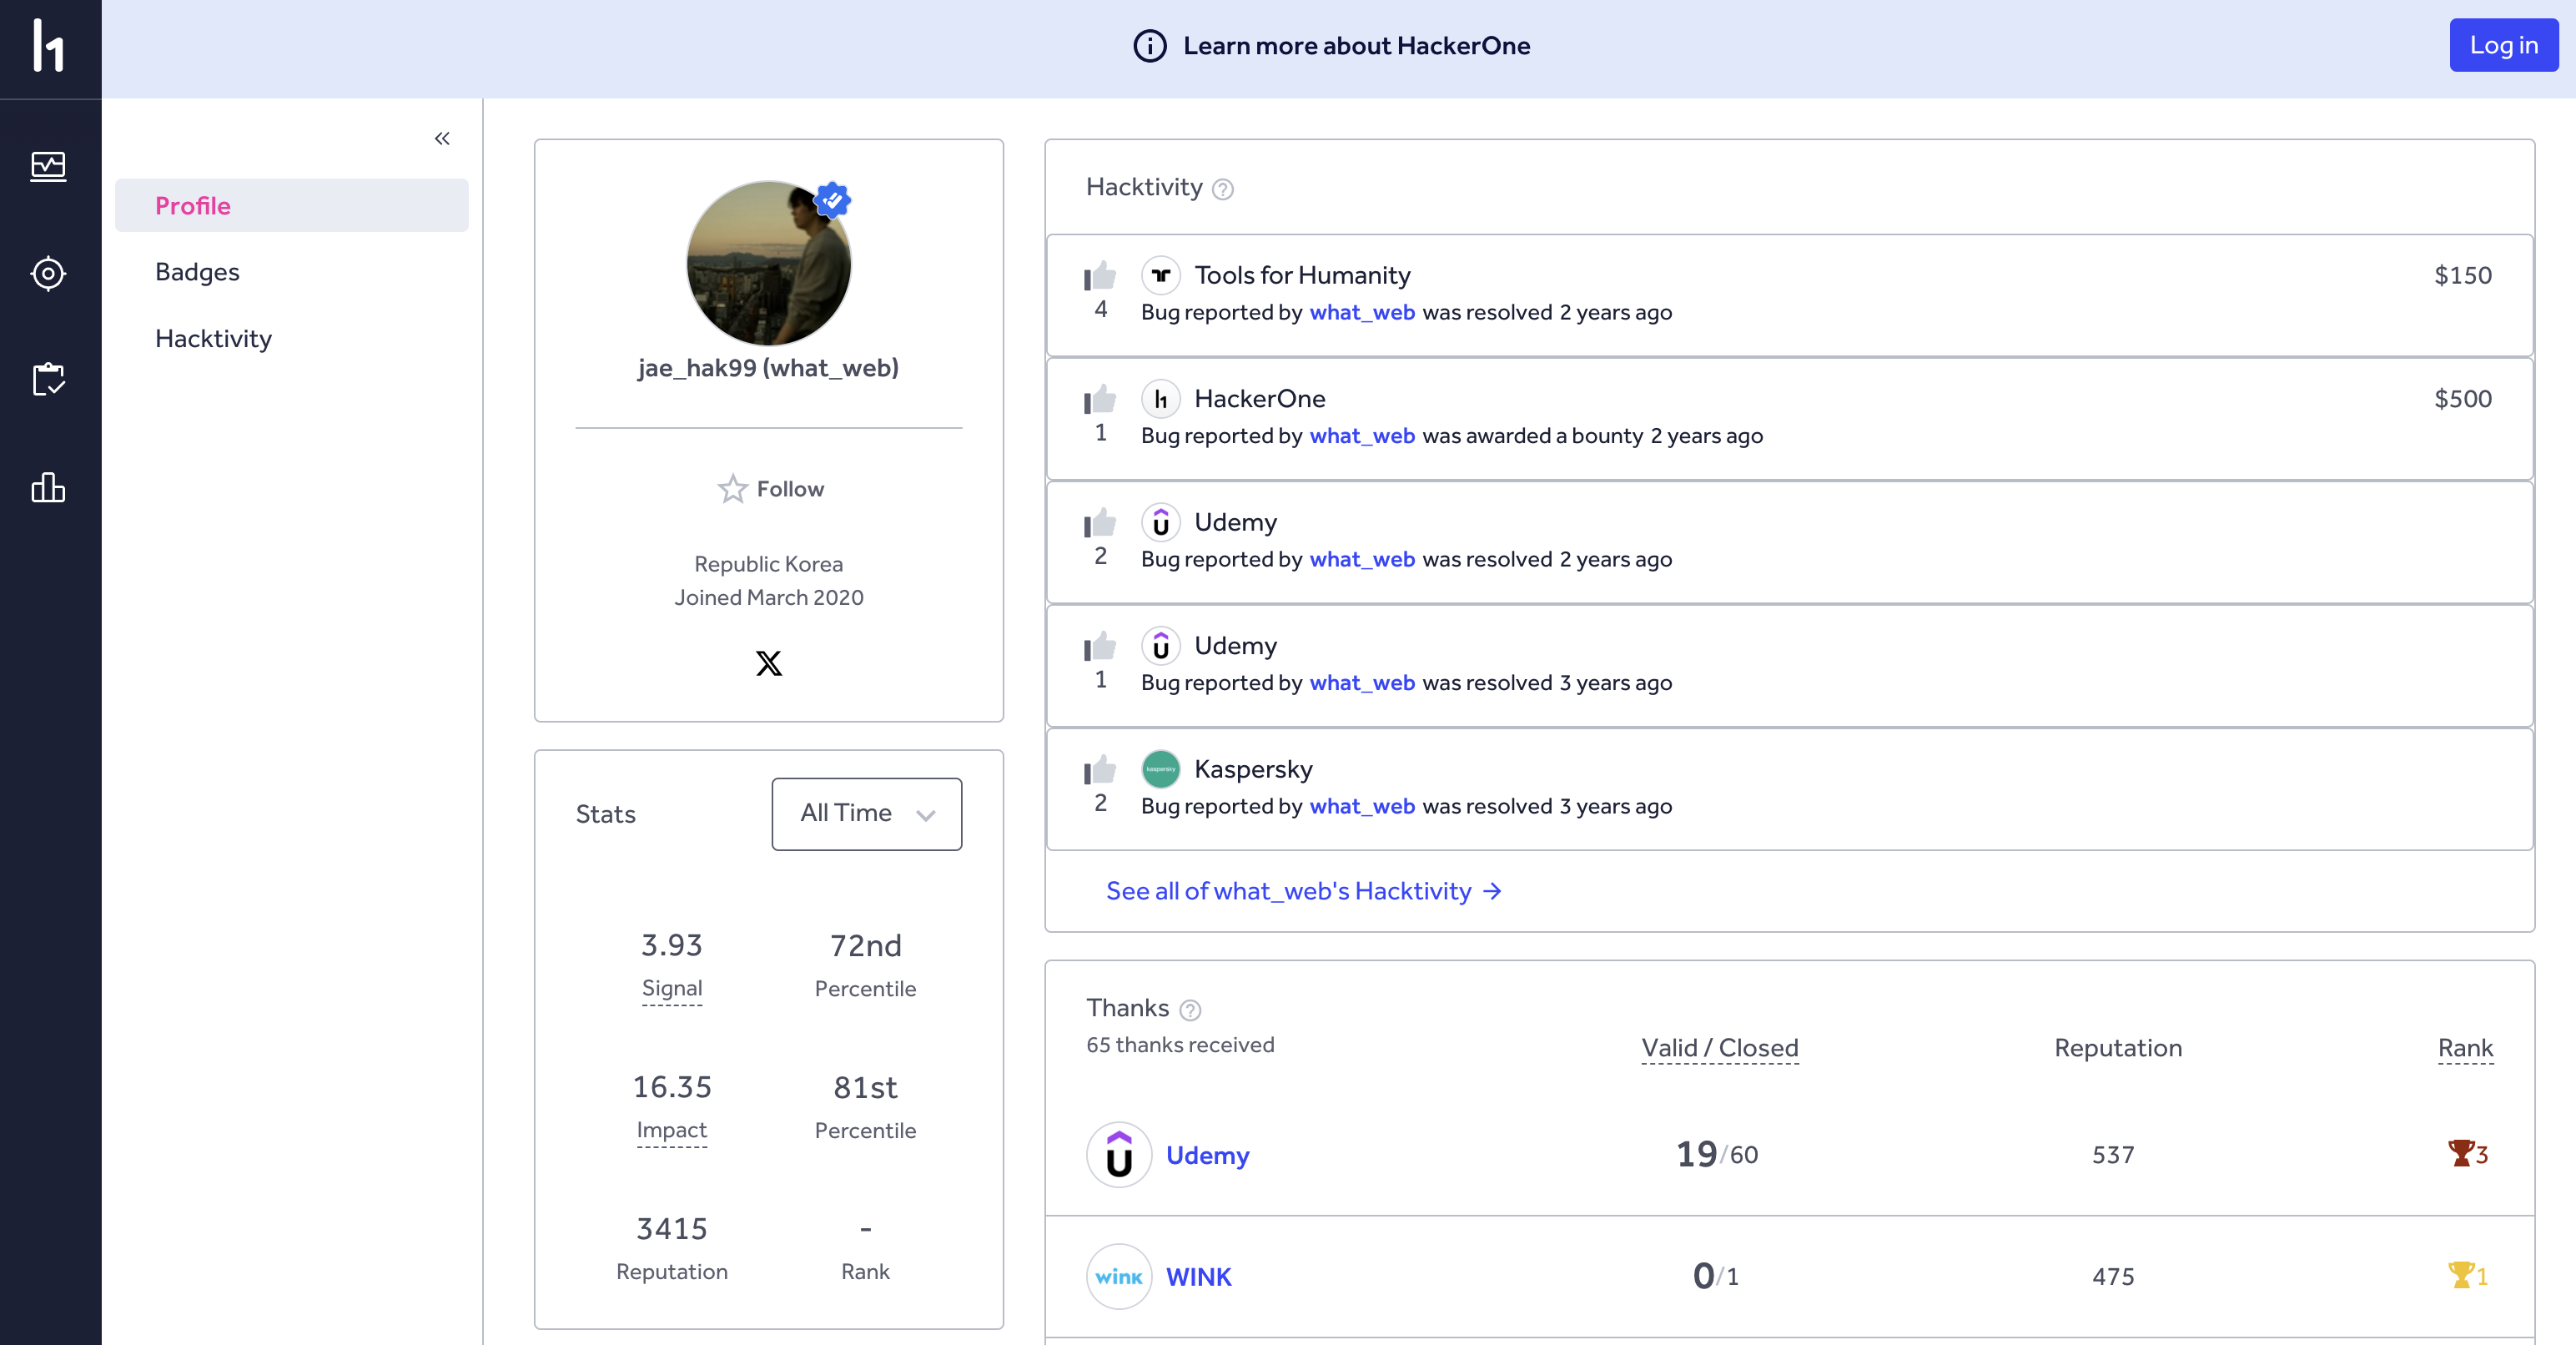 Learn more about HackerOne
Log in
Profile
Badges
Hacktivity
jae_hak99 (what_web)
Follow
Republic Korea
Joined March 2020
Stats
All Time
3.93
72nd
Signal
Percentile
16.35
81st
Impact
Percentile
3415
-
Reputation
Rank
Hacktivity
Tools for Humanity
$150
4
Bug reported by what_web was resolved 2 years ago
HackerOne
$500
1
Bug reported by what_web was awarded a bounty 2 years ago
Udemy
2
Bug reported by what_web was resolved 2 years ago
Udemy
1
Bug reported by what_web was resolved 3 years ago
kaspersky
Kaspersky
2
Bug reported by what_web was resolved 3 years ago
See all of what_web's Hacktivity →
Thanks
65 thanks received
Valid / Closed
Reputation
Rank
Udemy
19/60
537
3
wink
WINK
0/1
475
1